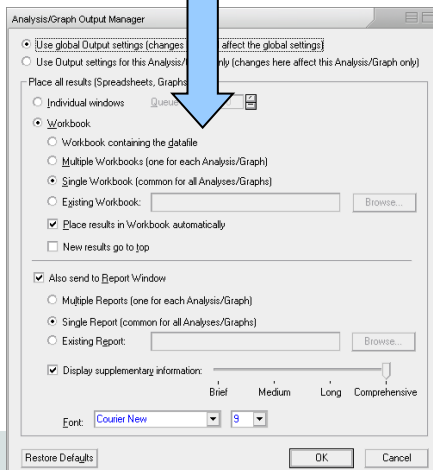 Analysis/Graph Output Manager
Use global Output settings (changes affect the global settings)
Use Output settings for this Analysis/ only (changes here affect this Analysis/Graph only)
Place all results (Spreadsheets, Graphs
Individual windows Queue
Workbook
Workbook containing the datafile
Multiple Workbooks (one for each Analysis/Graph)
Single Workbook (common for all Analyses/Graphs)
Existing Workbook: Browse...
Place results in Workbook automatically
New results go to top
Also send to Report Window
Multiple Reports (one for each Analysis/Graph)
Single Report (common for all Analyses/Graphs)
Existing Report: Browse...
Display supplementary information:
Brief Medium Long Comprehensive
Font: Courier New 9
Restore Defaults OK Cancel